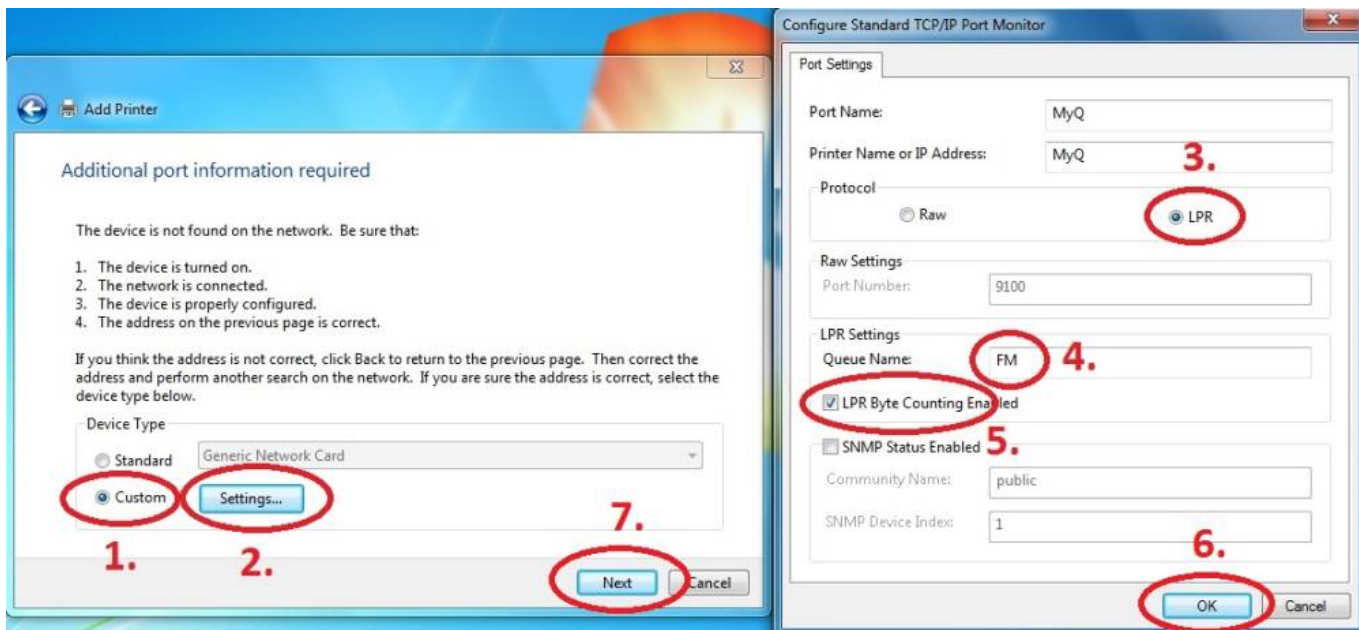 Add Printer
Additional port information required
The device is not found on the network. Be sure that:
1. The device is turned on.
2. The network is connected.
3. The device is properly configured.
4. The address on the previous page is correct.
If you think the address is not correct, click Back to return to the previous page. Then correct the
address and perform another search on the network. If you are sure the address is correct, select the
device type below.
Device Type
Standard Generic Network Card
Custom Settings...
1. 2.
7.
Next Cancel
Configure Standard TCP/IP Port Monitor
Port Settings
Port Name: MyQ
Printer Name or IP Address: MyQ
3.
Protocol
Raw LPR
Raw Settings
Port Number: 9100
LPR Settings
Queue Name: FM 4.
LPR Byte Counting Enabled
SNMP Status Enabled 5.
Community Name: public
SNMP Device Index: 1
6.
OK Cancel